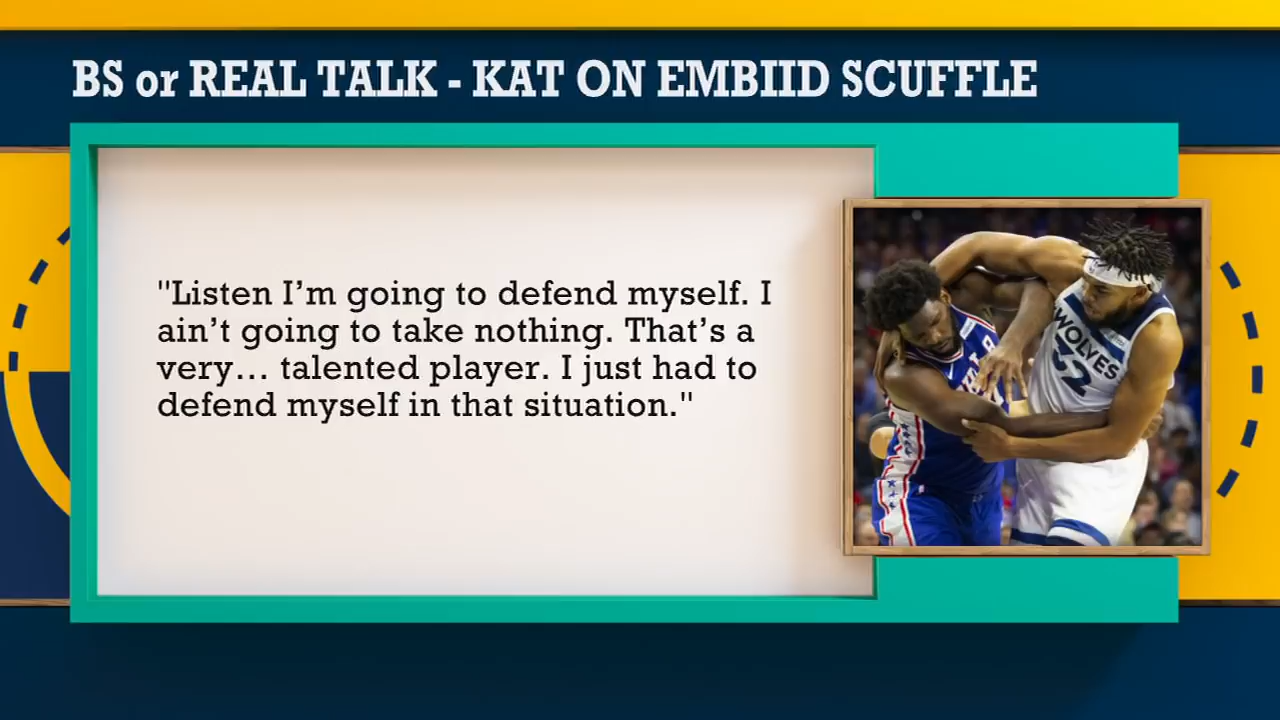 BS or REAL TALK - KAT ON EMBIID SCUFFLE
"Listen I’m going to defend myself. I
ain’t going to take nothing. That’s a
very... talented player. I just had to
defend myself in that situation."
WOLVES
32